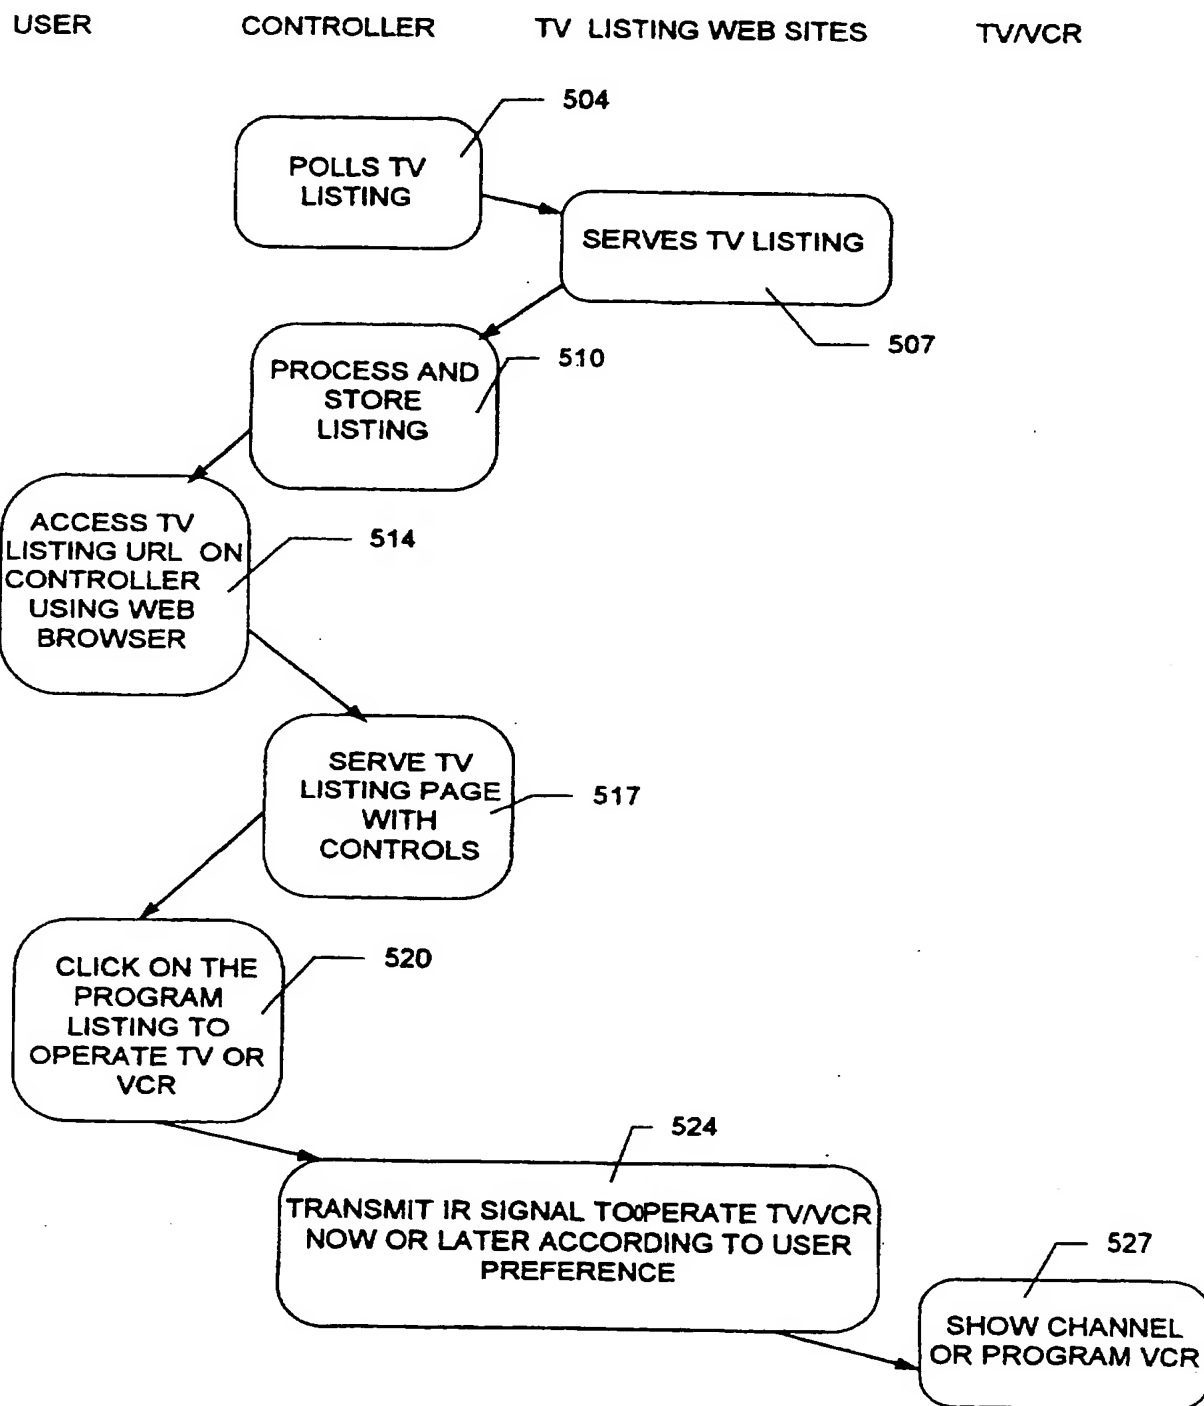 USER CONTROLLER TV LISTING WEB SITES TV/VCR
504
POLLS TV
LISTING
SERVES TV LISTING
507
510
PROCESS AND
STORE
LISTING
ACCESS TV
LISTING URL ON
CONTROLLER
USING WEB
BROWSER
514
SERVE TV
LISTING PAGE
WITH
CONTROLS
517
CLICK ON THE
PROGRAM
LISTING TO
OPERATE TV OR
VCR
520
524
TRANSMIT IR SIGNAL TOOPERATE TV/VCR
NOW OR LATER ACCORDING TO USER
PREFERENCE
527
SHOW CHANNEL
OR PROGRAM VCR